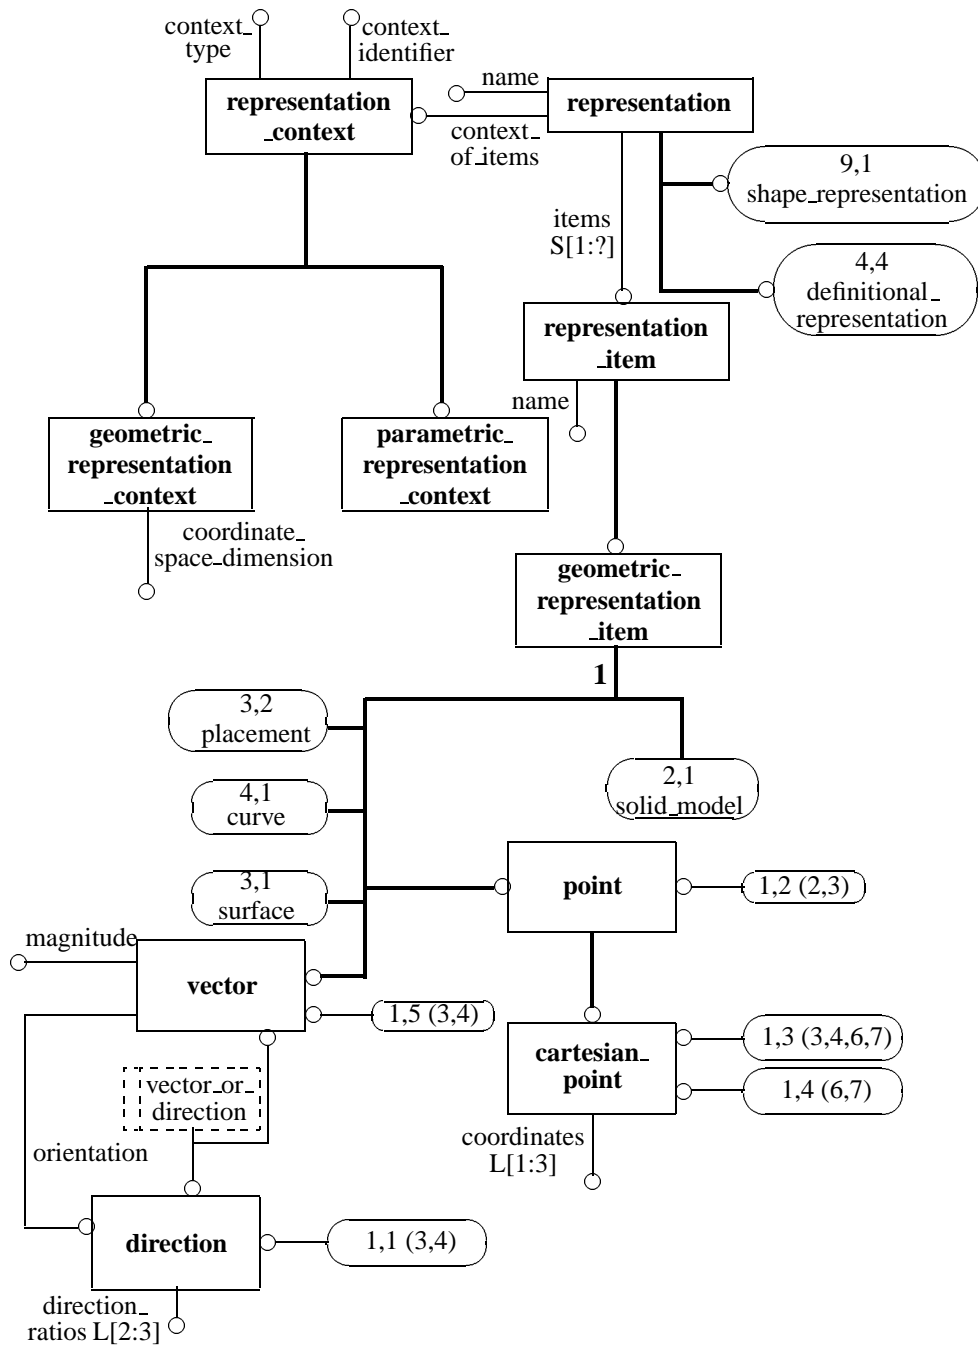 context_
type
context_
identifier
name
representation
_context
representation
context_
of_items
9,1
shape_representation
items
S[1:?]
4,4
definitional_
representation
representation
_item
name
geometric_
representation
_context
parametric_
representation
_context
coordinate_
space_dimension
geometric_
representation
_item
1
3,2
placement
2,1
solid_model
4,1
curve
3,1
surface
point
1,2 (2,3)
magnitude
vector
1,5 (3,4)
cartesian_
point
1,3 (3,4,6,7)
1,4 (6,7)
vector_or_
direction
coordinates
L[1:3]
orientation
direction
1,1 (3,4)
direction_
ratios L[2:3]